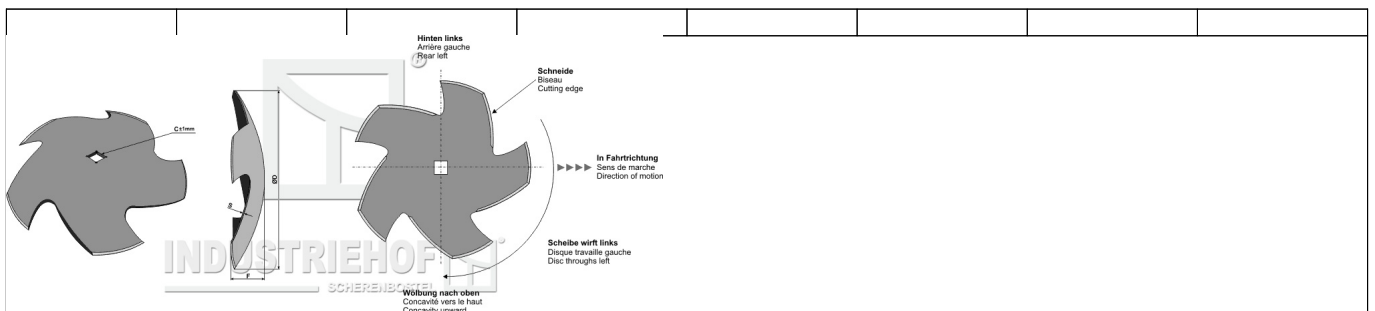 Hinten links
Arrière gauche
Rear left
®
Schneide
Biseau
Cutting edge
C±1mm
ØD
In Fahrtrichtung
Sens de marche
Direction of motion
S
Scheibe wirft links
Disque travaille gauche
Disc throughs left
INDUSTRIEHOF
F
SCHERENBOSTEL
Wölbung nach oben
Concavité vers le haut
Concavity upward